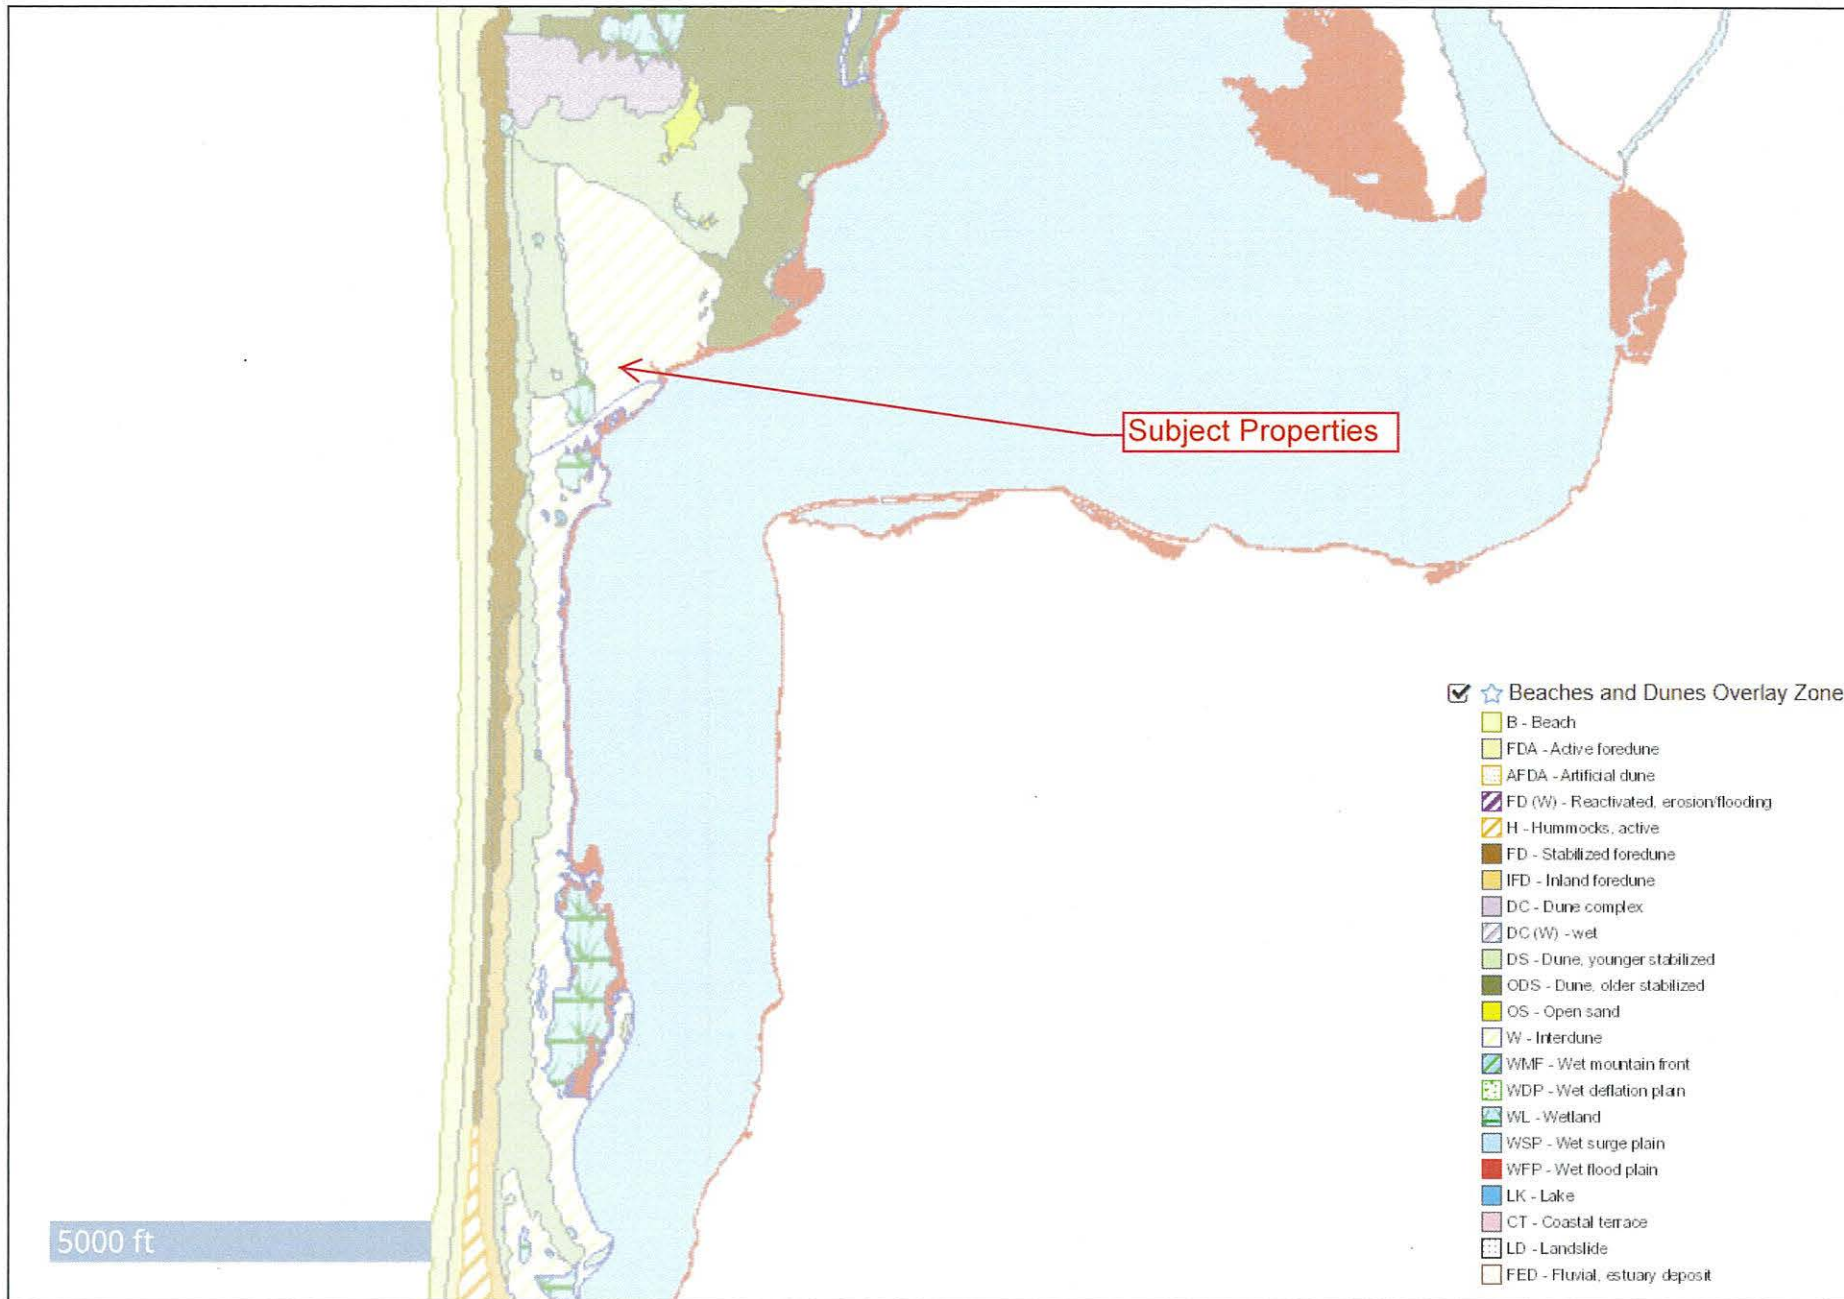 Subject Properties
Beaches and Dunes Overlay Zone
B - Beach
FDA - Active foredune
AFDA - Artificial dune
FD (W) - Reactivated, erosion/flooding
H - Hummocks, active
FD - Stabilized foredune
IFD - Inland foredune
DC - Dune complex
DC (W) - wet
DS - Dune, younger stabilized
ODS - Dune, older stabilized
OS - Open sand
W - Interdune
WMF - Wet mountain front
WDP - Wet deflation plain
WL - Wetland
WSP - Wet surge plain
WFP - Wet flood plain
LK - Lake
CT - Coastal terrace
LD - Landslide
FED - Fluvial, estuary deposit
5000 ft